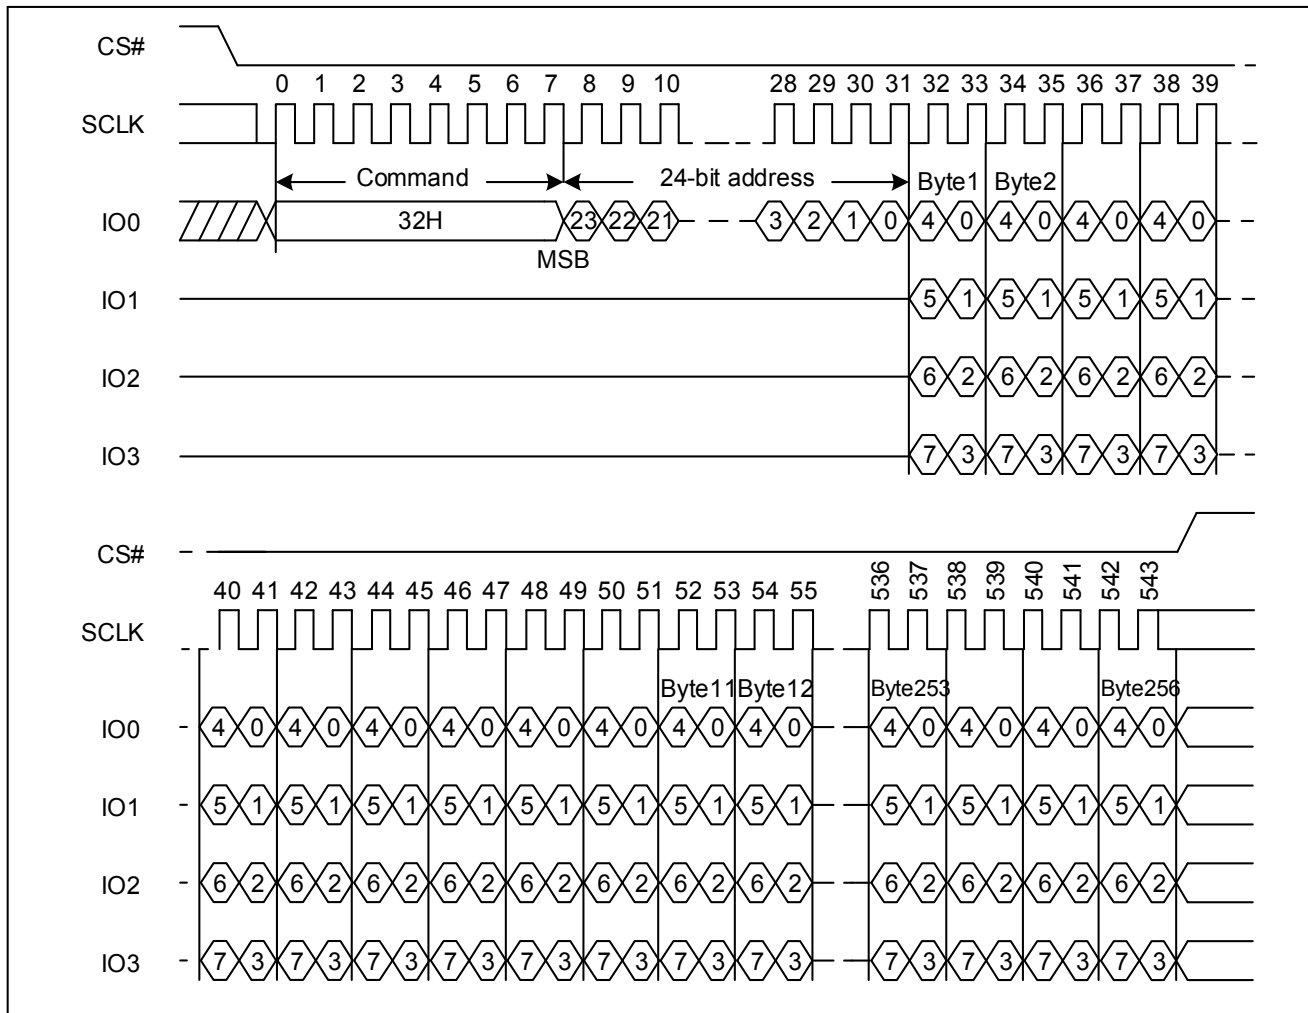 CS#
0 1 2 3 4 5 6 7 8 9 10 28 29 30 31 32 33 34 35 36 37 38 39
SCLK
Command 24-bit address Byte1 Byte2
IO0 32H 23 22 21 3 2 1 0 4 0 4 0 4 0 4 0
MSB
IO1 5 1 5 1 5 1 5 1
IO2 6 2 6 2 6 2 6 2
IO3 7 3 7 3 7 3 7 3
CS#
40 41 42 43 44 45 46 47 48 49 50 51 52 53 54 55 536 537 538 539 540 541 542 543
SCLK
Byte11 Byte12 Byte253 Byte256
IO0 4 0 4 0 4 0 4 0 4 0 4 0 4 0 4 0 4 0 4 0 4 0 4 0
IO1 5 1 5 1 5 1 5 1 5 1 5 1 5 1 5 1 5 1 5 1 5 1 5 1
IO2 6 2 6 2 6 2 6 2 6 2 6 2 6 2 6 2 6 2 6 2 6 2 6 2
IO3 7 3 7 3 7 3 7 3 7 3 7 3 7 3 7 3 7 3 7 3 7 3 7 3